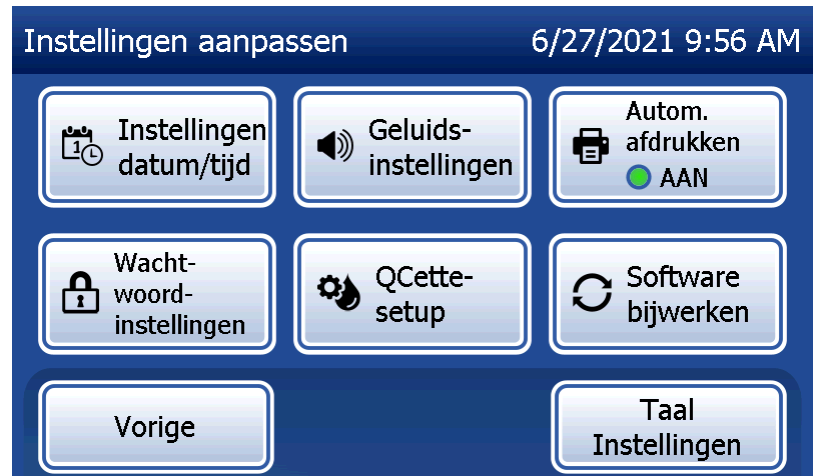 Instellingen aanpassen 6/27/2021 9:56 AM
Instellingen
datum/tijd
Geluids-
instellingen
Autom.
afdrukken
AAN
Wacht-
woord-
instellingen
QCette-
setup
Software
bijwerken
Vorige
Taal
Instellingen